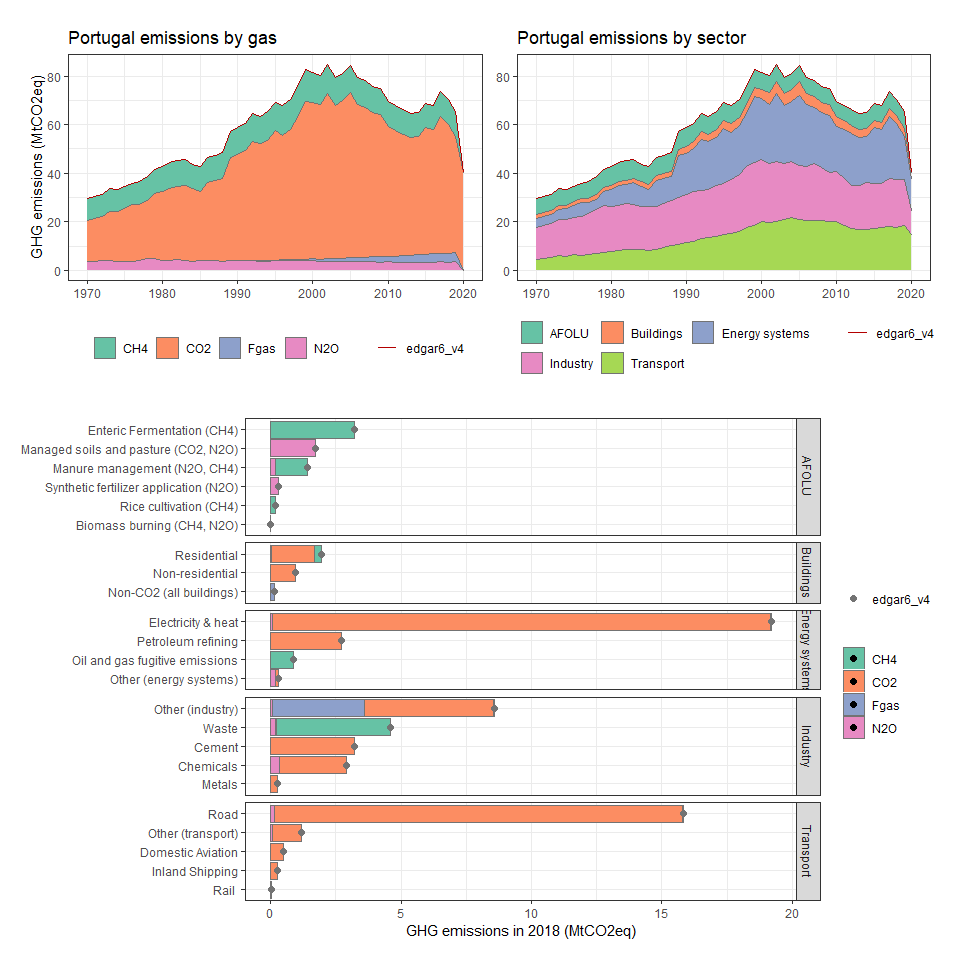 Portugal emissions by gas
GHG emissions (MtCO2eq)
80
60
40
20
0
1970 1980 1990 2000 2010 2020
CH4 CO2 Fgas N2O edgar6_v4
Portugal emissions by sector
80
60
40
20
0
1970 1980 1990 2000 2010 2020
AFOLU Buildings Energy systems edgar6_v4
Industry Transport
Enteric Fermentation (CH4)
Managed soils and pasture (CO2, N2O)
Manure management (N2O, CH4)
Synthetic fertilizer application (N2O)
Rice cultivation (CH4)
Biomass burning (CH4, N2O)
AFOLU
Residential
Non-residential
Non-CO2 (all buildings)
Buildings
Electricity & heat
Petroleum refining
Oil and gas fugitive emissions
Other (energy systems)
Energy systems
Other (industry)
Waste
Cement
Chemicals
Metals
Industry
Road
Other (transport)
Domestic Aviation
Inland Shipping
Rail
Transport
0 5 10 15 20
GHG emissions in 2018 (MtCO2eq)
edgar6_v4
CH4
CO2
Fgas
N2O